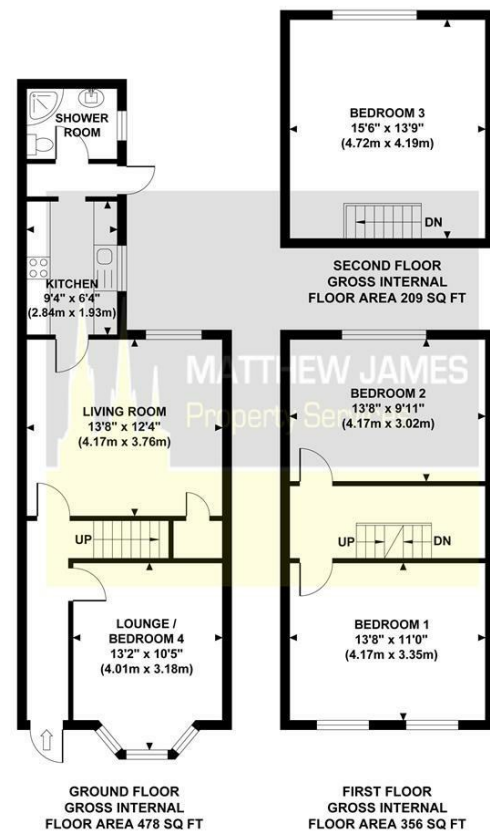 SHOWER
ROOM
KITCHEN
9'4" x 6'4"
(2.84m x 1.93m)
LIVING ROOM
13'8" x 12'4"
(4.17m x 3.76m)
UP
LOUNGE /
BEDROOM 4
13'2" x 10'5"
(4.01m x 3.18m)
GROUND FLOOR
GROSS INTERNAL
FLOOR AREA 478 SQ FT
BEDROOM 3
15'6" x 13'9"
(4.72m x 4.19m)
DN
SECOND FLOOR
GROSS INTERNAL
FLOOR AREA 209 SQ FT
MATTHEW JAMES
Property Services
BEDROOM 2
13'8" x 9'11"
(4.17m x 3.02m)
UP DN
BEDROOM 1
13'8" x 11'0"
(4.17m x 3.35m)
FIRST FLOOR
GROSS INTERNAL
FLOOR AREA 356 SQ FT